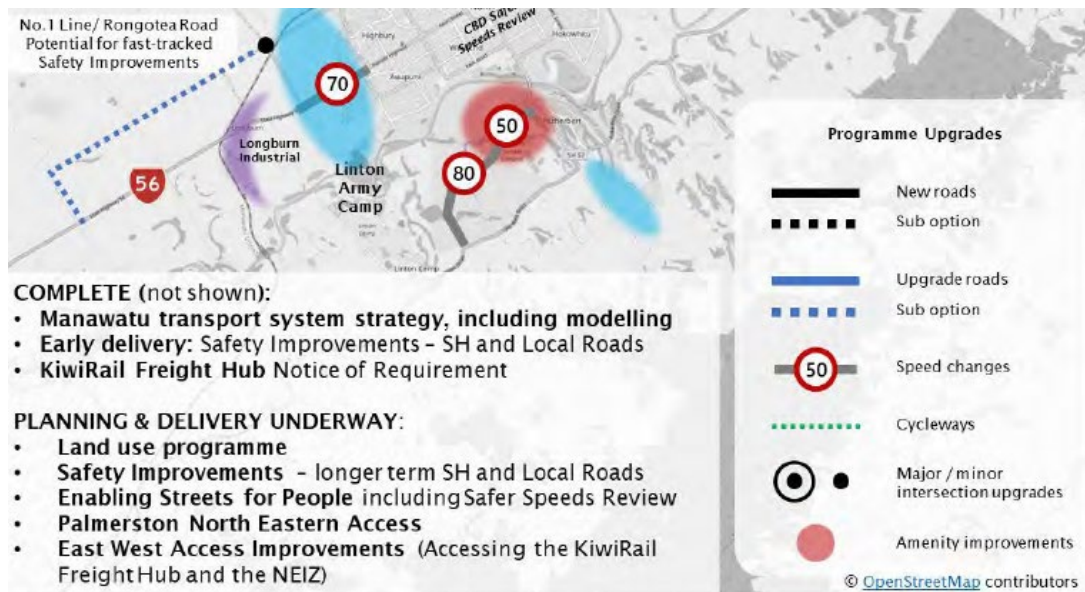 No.1 Line/ Rongotea Road
Potential for fast-tracked
Safety Improvements
CBD Safer
Speeds Review
Highbury
Hokowhitu
Awapuni
70
50
80
56
Longburn
Industrial
Linton
Army
Camp
Linton Camp
COMPLETE (not shown):
• Manawatu transport system strategy, including modelling
• Early delivery: Safety Improvements – SH and Local Roads
• KiwiRail Freight Hub Notice of Requirement
PLANNING & DELIVERY UNDERWAY:
• Land use programme
• Safety Improvements – longer term SH and Local Roads
• Enabling Streets for People including Safer Speeds Review
• Palmerston North Eastern Access
• East West Access Improvements (Accessing the KiwiRail
Freight Hub and the NEIZ)
Programme Upgrades
New roads
Sub option
Upgrade roads
Sub option
50
Speed changes
Cycleways
Major / minor
intersection upgrades
Amenity improvements
© OpenStreetMap contributors